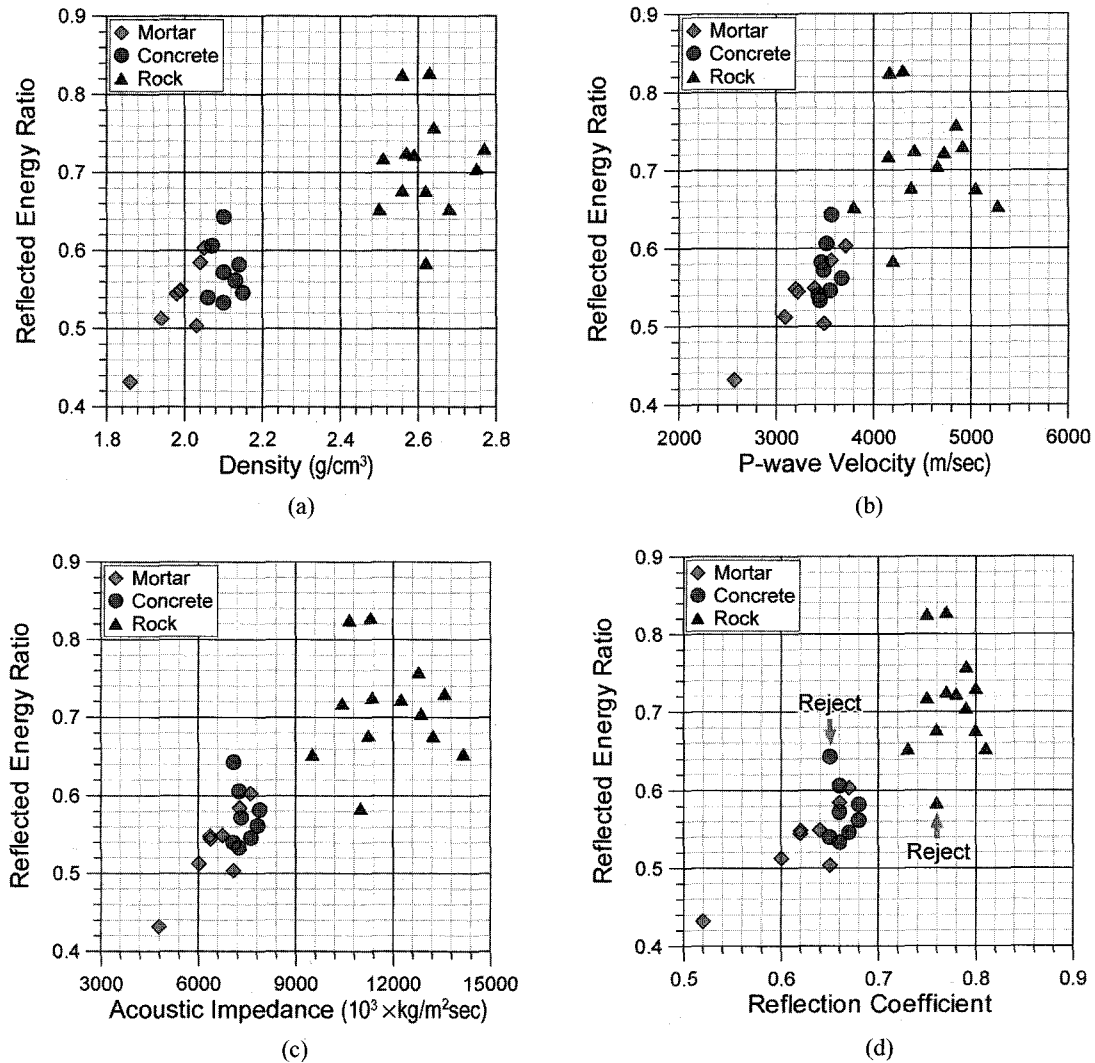 0.9
0.8
0.7
0.6
0.5
0.4
Reflected Energy Ratio
Mortar
Concrete
Rock
1.8 2.0 2.2 2.4 2.6 2.8
Density (g/cm³)
(a)
0.9
0.8
0.7
0.6
0.5
0.4
Reflected Energy Ratio
Mortar
Concrete
Rock
2000 3000 4000 5000 6000
P-wave Velocity (m/sec)
(b)
0.9
0.8
0.7
0.6
0.5
0.4
Reflected Energy Ratio
Mortar
Concrete
Rock
3000 6000 9000 12000 15000
Acoustic Impedance (10³ ×kg/m²sec)
(c)
0.9
0.8
0.7
0.6
0.5
0.4
Reflected Energy Ratio
Mortar
Concrete
Rock
Reject
Reject
0.5 0.6 0.7 0.8 0.9
Reflection Coefficient
(d)